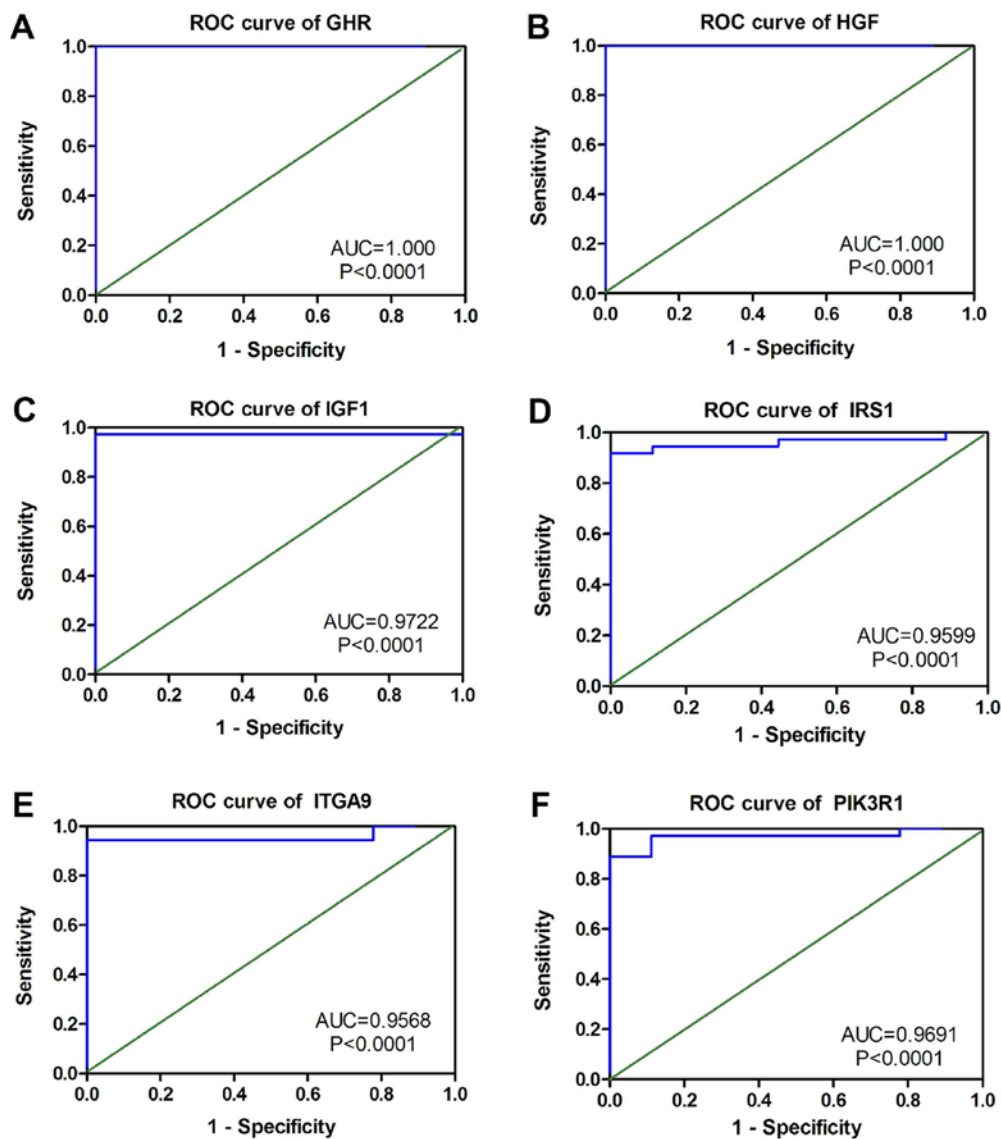 A
ROC curve of GHR
1.0
0.8
0.6
0.4
0.2
0.0
Sensitivity
AUC=1.000
P<0.0001
0.0 0.2 0.4 0.6 0.8 1.0
1 - Specificity
B
ROC curve of HGF
1.0
0.8
0.6
0.4
0.2
0.0
Sensitivity
AUC=1.000
P<0.0001
0.0 0.2 0.4 0.6 0.8 1.0
1 - Specificity
C
ROC curve of IGF1
1.0
0.8
0.6
0.4
0.2
0.0
Sensitivity
AUC=0.9722
P<0.0001
0.0 0.2 0.4 0.6 0.8 1.0
1 - Specificity
D
ROC curve of IRS1
1.0
0.8
0.6
0.4
0.2
0.0
Sensitivity
AUC=0.9599
P<0.0001
0.0 0.2 0.4 0.6 0.8 1.0
1 - Specificity
E
ROC curve of ITGA9
1.0
0.8
0.6
0.4
0.2
0.0
Sensitivity
AUC=0.9568
P<0.0001
0.0 0.2 0.4 0.6 0.8 1.0
1 - Specificity
F
ROC curve of PIK3R1
1.0
0.8
0.6
0.4
0.2
0.0
Sensitivity
AUC=0.9691
P<0.0001
0.0 0.2 0.4 0.6 0.8 1.0
1 - Specificity